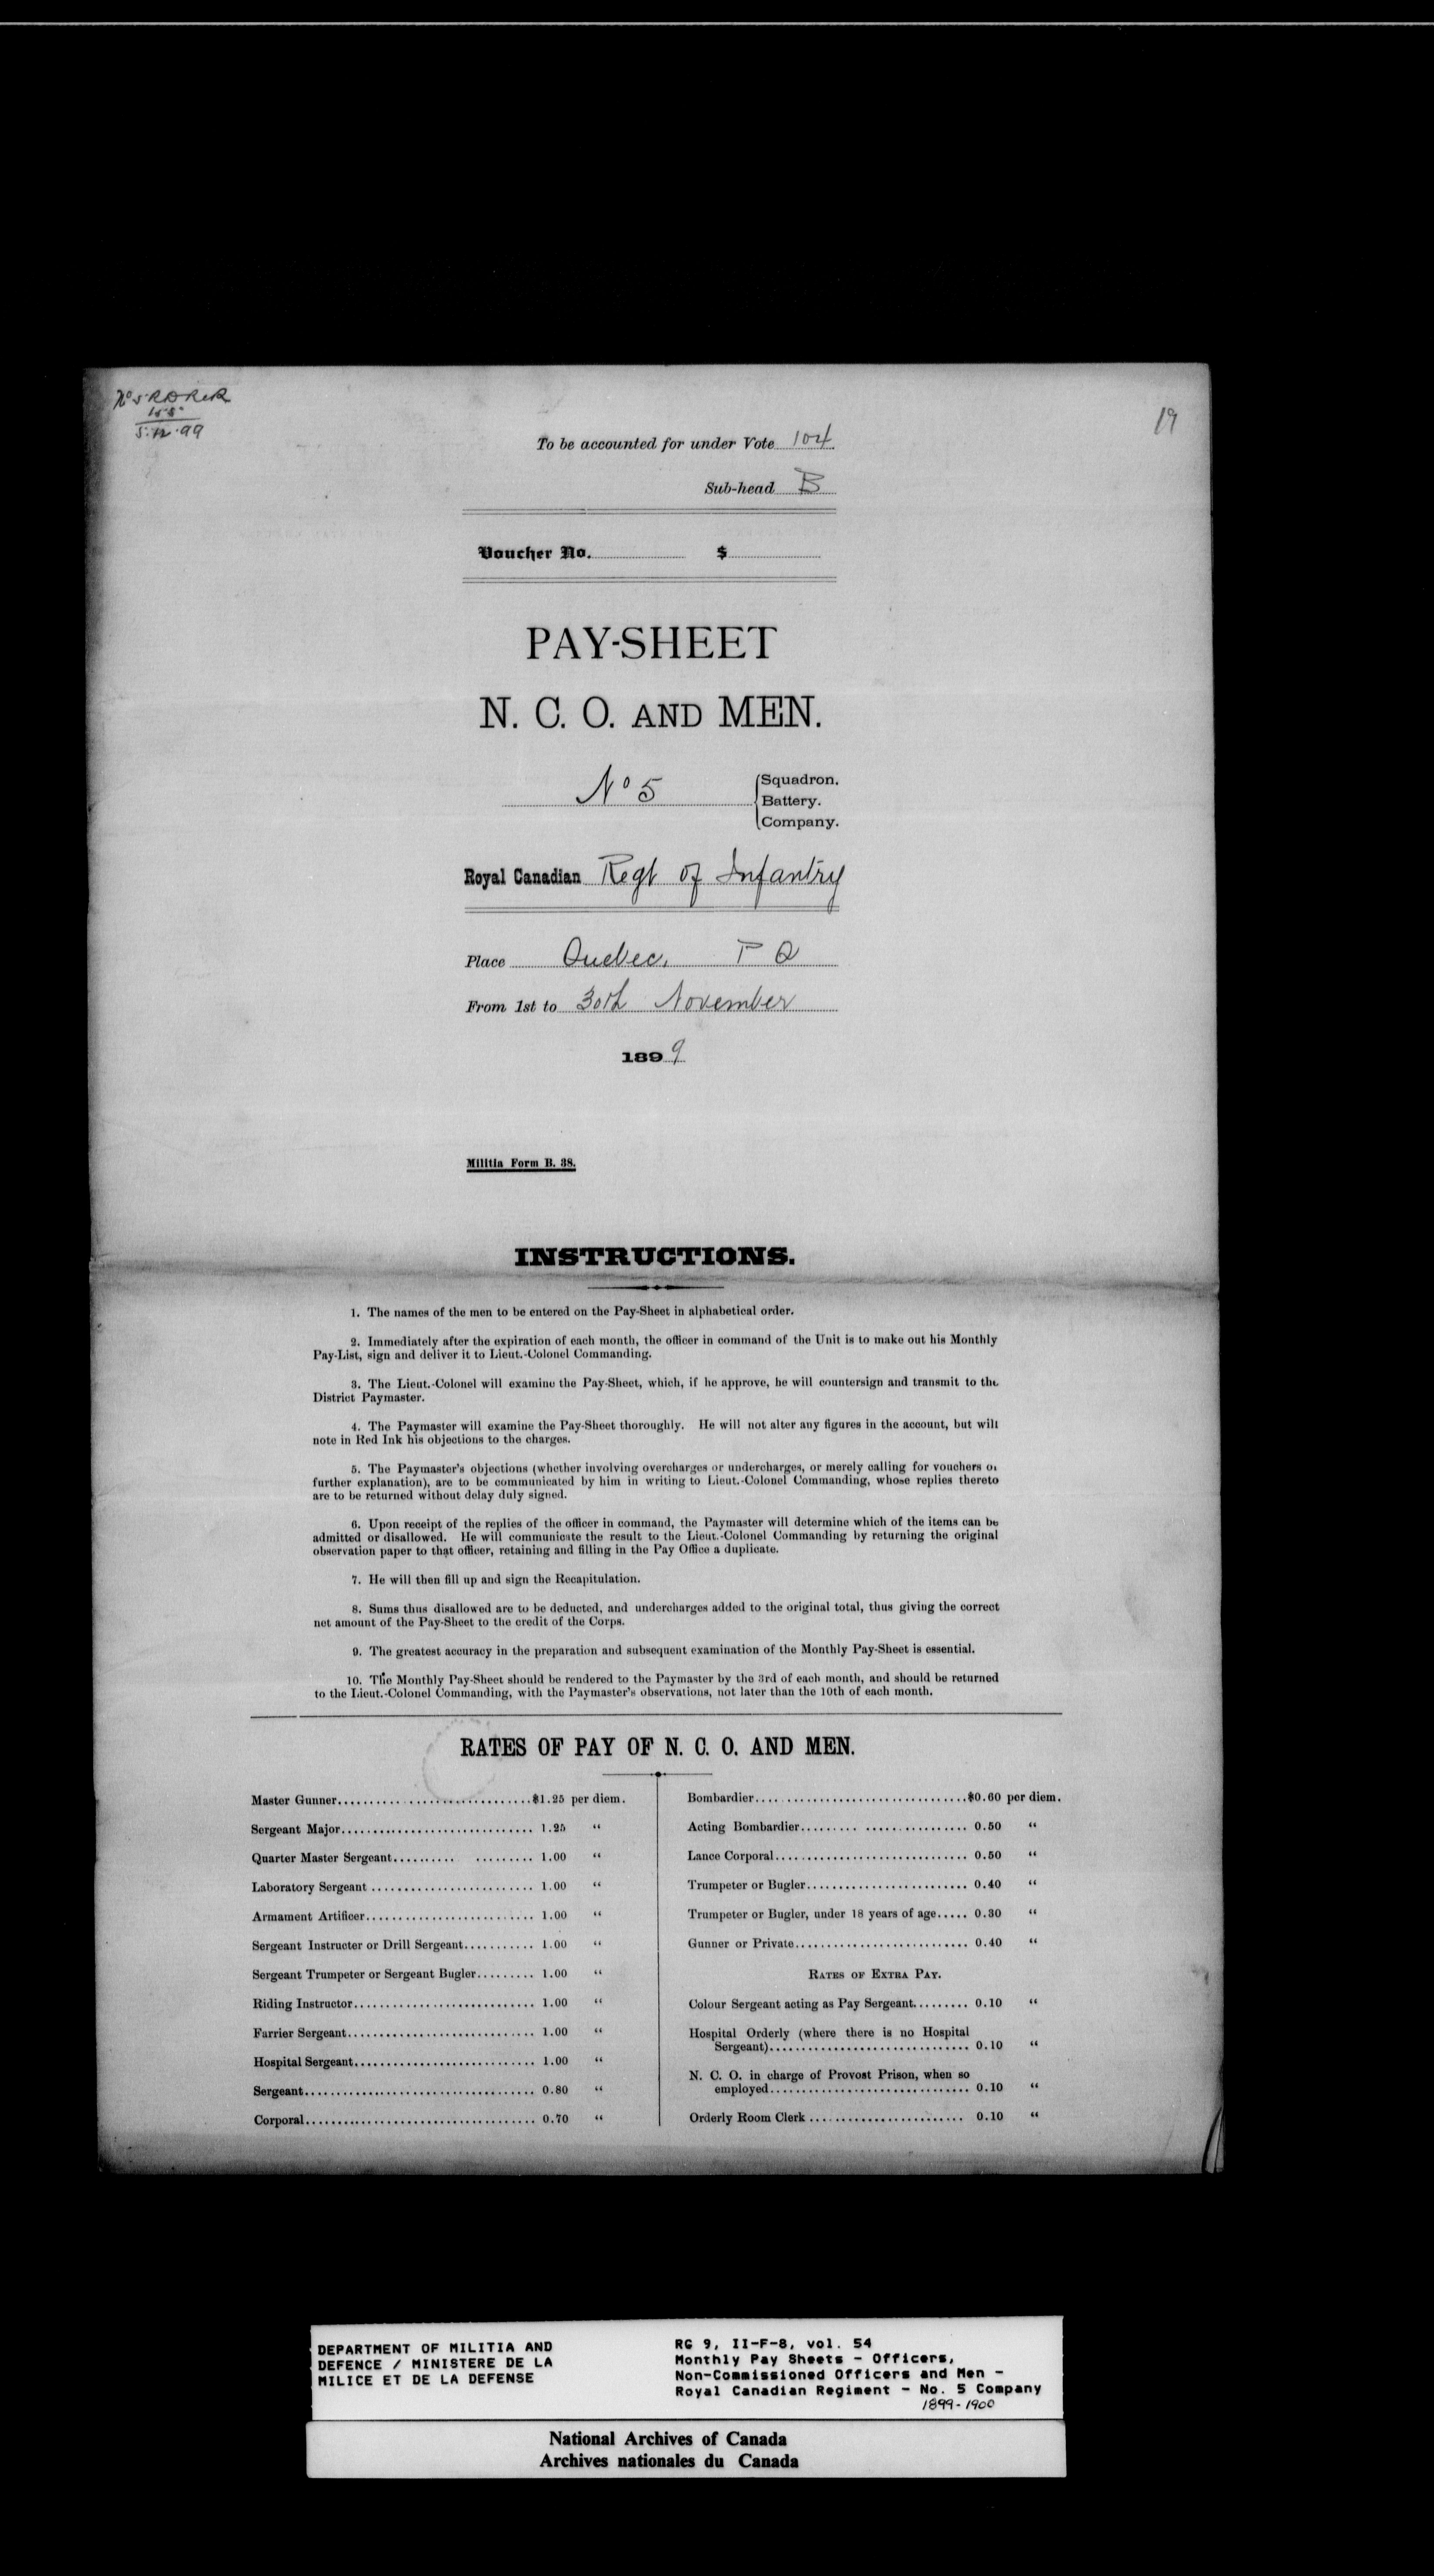 No 5 R D RCR
155
5.12.99
19
To be accounted for under Vote 104
Sub-head B
Voucher No. $
PAY-SHEET
N. C. O. AND MEN.
No 5
Squadron.
Battery.
Company.
Royal Canadian Regt of Infantry
Place Quebec, P Q
From 1st to 30th November
1899
Militia Form B. 38.
INSTRUCTIONS.
1. The names of the men to be entered on the Pay-Sheet in alphabetical order.
2. Immediately after the expiration of each month, the officer in command of the Unit is to make out his Monthly
Pay-List, sign and deliver it to Lieut.-Colonel Commanding.
3. The Lieut.-Colonel will examine the Pay-Sheet, which, if he approve, he will countersign and transmit to the
District Paymaster.
4. The Paymaster will examine the Pay-Sheet thoroughly. He will not alter any figures in the account, but will
note in Red Ink his objections to the charges.
5. The Paymaster's objections (whether involving overcharges or undercharges, or merely calling for vouchers or
further explanation), are to be communicated by him in writing to Lieut.-Colonel Commanding, whose replies thereto
are to be returned without delay duly signed.
6. Upon receipt of the replies of the officer in command, the Paymaster will determine which of the items can be
admitted or disallowed. He will communicate the result to the Lieut.-Colonel Commanding by returning the original
observation paper to that officer, retaining and filling in the Pay Office a duplicate.
7. He will then fill up and sign the Recapitulation.
8. Sums thus disallowed are to be deducted, and undercharges added to the original total, thus giving the correct
net amount of the Pay-Sheet to the credit of the Corps.
9. The greatest accuracy in the preparation and subsequent examination of the Monthly Pay-Sheet is essential.
10. The Monthly Pay-Sheet should be rendered to the Paymaster by the 3rd of each month, and should be returned
to the Lieut.-Colonel Commanding, with the Paymaster's observations, not later than the 10th of each month.
RATES OF PAY OF N. C. O. AND MEN.
Master Gunner $1.25 per diem.
Sergeant Major 1.25 "
Quarter Master Sergeant 1.00 "
Laboratory Sergeant 1.00 "
Armament Artificer 1.00 "
Sergeant Instructer or Drill Sergeant 1.00 "
Sergeant Trumpeter or Sergeant Bugler 1.00 "
Riding Instructor 1.00 "
Farrier Sergeant 1.00 "
Hospital Sergeant 1.00 "
Sergeant 0.80 "
Corporal 0.70 "
Bombardier $0.60 per diem.
Acting Bombardier 0.50 "
Lance Corporal 0.50 "
Trumpeter or Bugler 0.40 "
Trumpeter or Bugler, under 18 years of age 0.30 "
Gunner or Private 0.40 "
RATES OF EXTRA PAY.
Colour Sergeant acting as Pay Sergeant 0.10 "
Hospital Orderly (where there is no Hospital
Sergeant) 0.10 "
N. C. O. in charge of Provost Prison, when so
employed 0.10 "
Orderly Room Clerk 0.10 "
DEPARTMENT OF MILITIA AND
DEFENCE / MINISTERE DE LA
MILICE ET DE LA DEFENSE
RG 9, II-F-8, vol. 54
Monthly Pay Sheets - Officers,
Non-Commissioned Officers and Men -
Royal Canadian Regiment - No. 5 Company
1899-1900
National Archives of Canada
Archives nationales du Canada